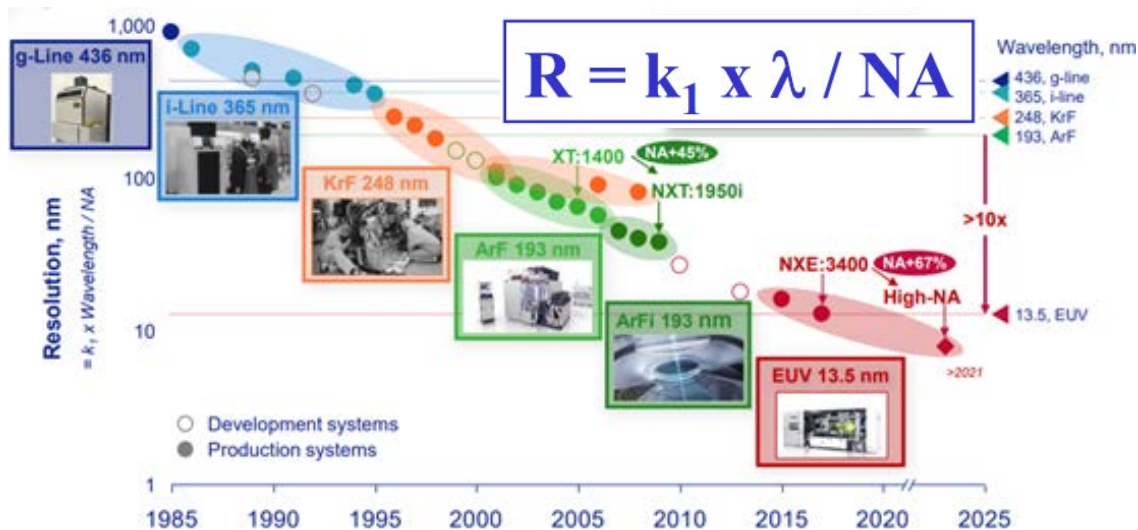 1,000
100
10
1
Resolution, nm
= k1 x Wavelength / NA
g-Line 436 nm
i-Line 365 nm
KrF 248 nm
ArF 193 nm
ArFi 193 nm
EUV 13.5 nm
R = k1 x λ / NA
XT:1400
NA+45%
NXT:1950i
NXE:3400
NA+67%
High-NA
>2021
>10x
Wavelength, nm
436, g-line
365, i-line
248, KrF
193, ArF
13.5, EUV
Development systems
Production systems
1985 1990 1995 2000 2005 2010 2015 2020 2025